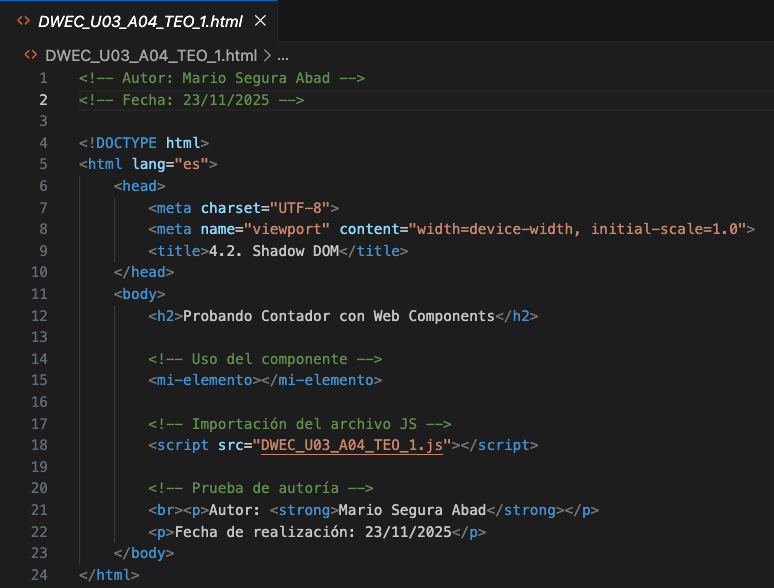 DWEC_U03_A04_TEO_1.html
DWEC_U03_A04_TEO_1.html > ...
1 <!-- Autor: Mario Segura Abad -->
2 <!-- Fecha: 23/11/2025 -->
3
4 <!DOCTYPE html>
5 <html lang="es">
6     <head>
7         <meta charset="UTF-8">
8         <meta name="viewport" content="width=device-width, initial-scale=1.0">
9         <title>4.2. Shadow DOM</title>
10     </head>
11     <body>
12         <h2>Probando Contador con Web Components</h2>
13
14         <!-- Uso del componente -->
15         <mi-elemento></mi-elemento>
16
17         <!-- Importación del archivo JS -->
18         <script src="DWEC_U03_A04_TEO_1.js"></script>
19
20         <!-- Prueba de autoría -->
21         <br><p>Autor: <strong>Mario Segura Abad</strong></p>
22         <p>Fecha de realización: 23/11/2025</p>
23     </body>
24 </html>